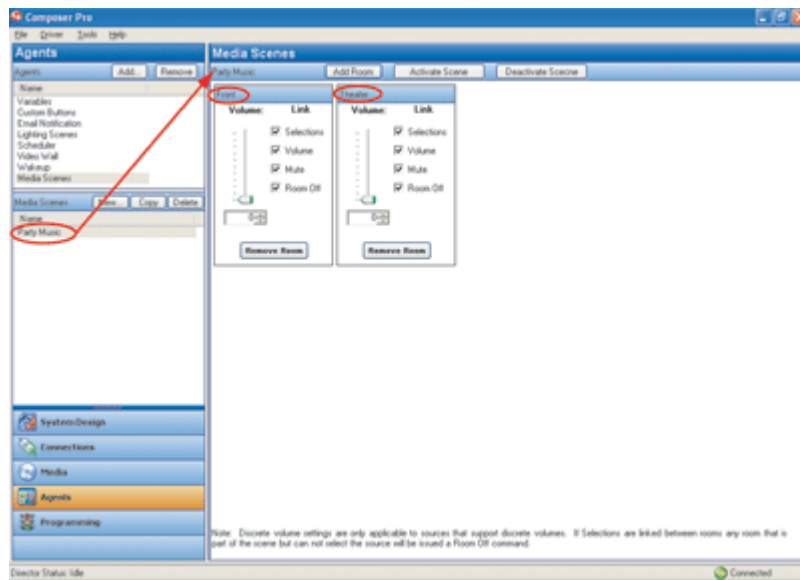 Composer Pro
File Driver Tools Help
Agents
Agents Add... Remove
Name
Variables
Custom Buttons
Email Notification
Lighting Scenes
Scheduler
Video Wall
Wakeup
Media Scenes
Media Scenes New... Copy Delete
Name
Party Music
System Design
Connections
Media
Agents
Programming
Media Scenes
Party Music Add Room Activate Scene Deactivate Sceone
Front
Volume: Link
Selections
Volume
Mute
Room Off
0
Remove Room
Theater
Volume: Link
Selections
Volume
Mute
Room Off
0
Remove Room
Note: Discrete volume settings are only applicable to sources that support discrete volumes. If Selections are linked between rooms any room that is
part of the scene but can not select the source will be issued a Room Off command.
Director Status: Idle
Connected